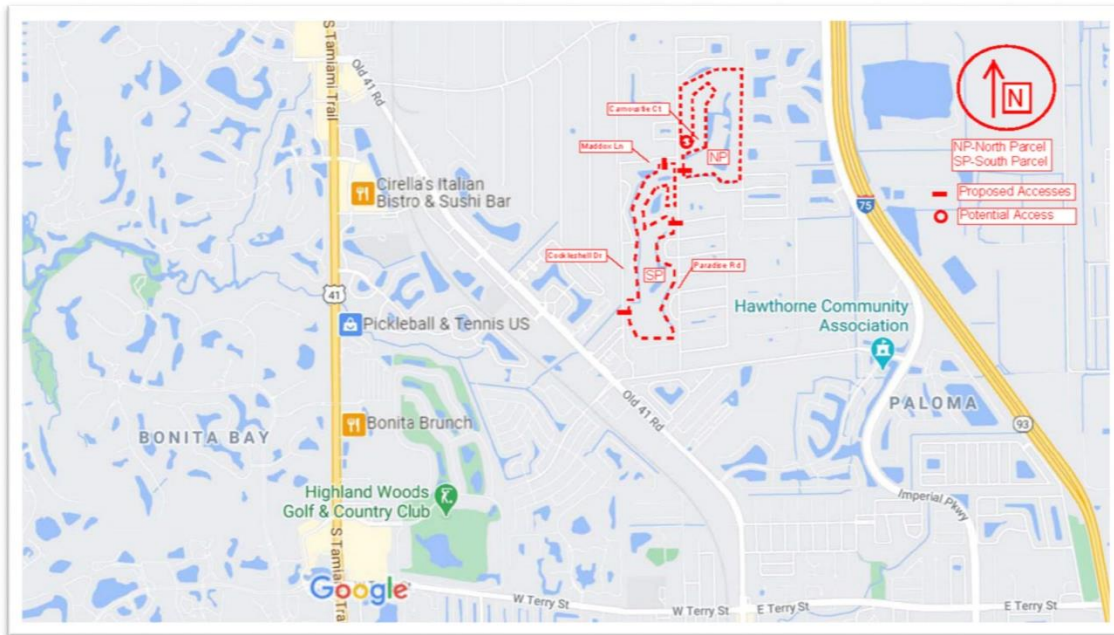 S Tamiami Trail
Old 41 Rd
Carnoustie Ct
Maddox Ln
NP
N
NP-North Parcel
SP-South Parcel
Proposed Accesses
Potential Access
Cirella's Italian
Bistro & Sushi Bar
75
Cockleshell Dr
SP
Paradise Rd
41
Pickleball & Tennis US
Hawthorne Community
Association
Old 41 Rd
PALOMA
93
BONITA BAY
Bonita Brunch
Highland Woods
Golf & Country Club
Imperial Pkwy
S Tamiami Tra
Google
W Terry St
W Terry St
E Terry St
E Terry St